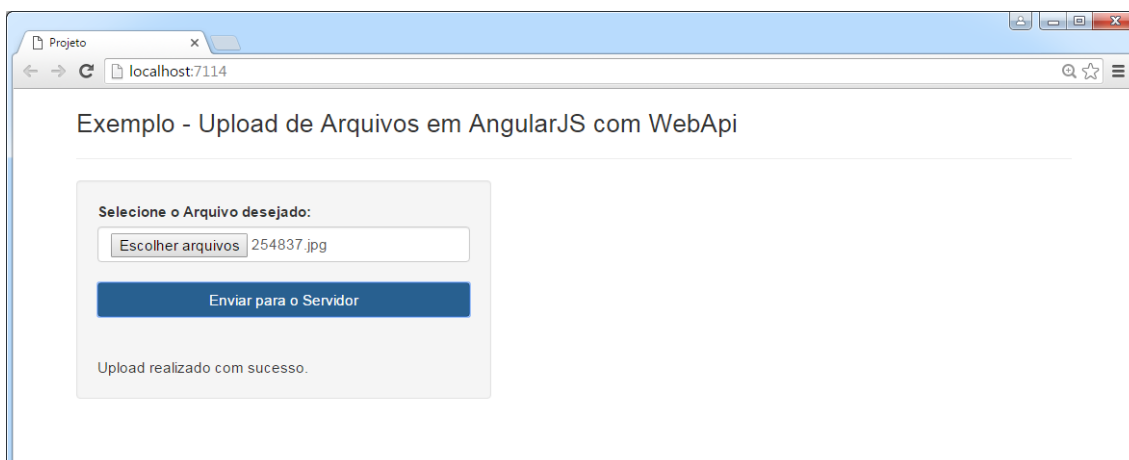 Projeto
localhost:7114
Exemplo - Upload de Arquivos em AngularJS com WebApi
Selecione o Arquivo desejado:
Escolher arquivos 254837.jpg
Enviar para o Servidor
Upload realizado com sucesso.